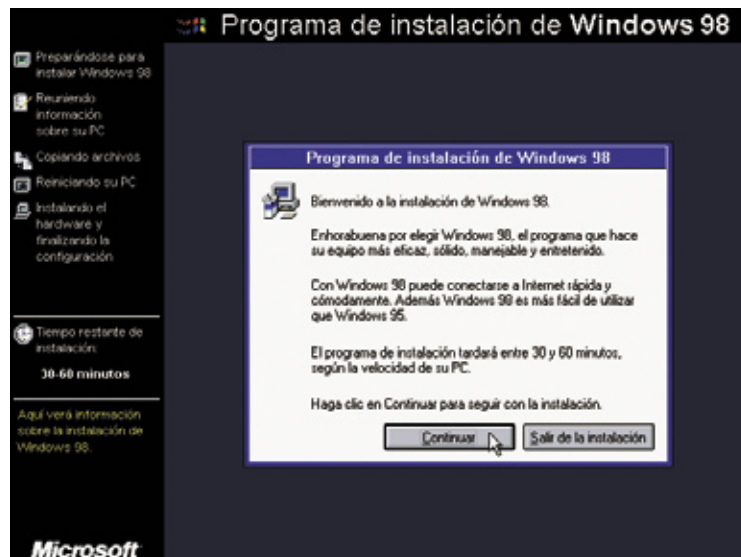 Programa de instalación de Windows 98
Preparándose para
instalar Windows 98
Reuniendo
información
sobre su PC
Copiando archivos
Reiniciando su PC
Instalando el
hardware y
finalizando la
configuración
Tiempo restante de
instalación:
30-60 minutos
Aquí verá información
sobre la instalación de
Windows 98.
Microsoft
Programa de instalación de Windows 98
Bienvenido a la instalación de Windows 98.
Enhorabuena por elegir Windows 98, el programa que hace
su equipo más eficaz, sólido, manejable y entretenido.
Con Windows 98 puede conectarse a Internet rápida y
cómodamente. Además Windows 98 es más fácil de utilizar
que Windows 95.
El programa de instalación tardará entre 30 y 60 minutos,
según la velocidad de su PC.
Haga clic en Continuar para seguir con la instalación.
Continuar
Salir de la instalación